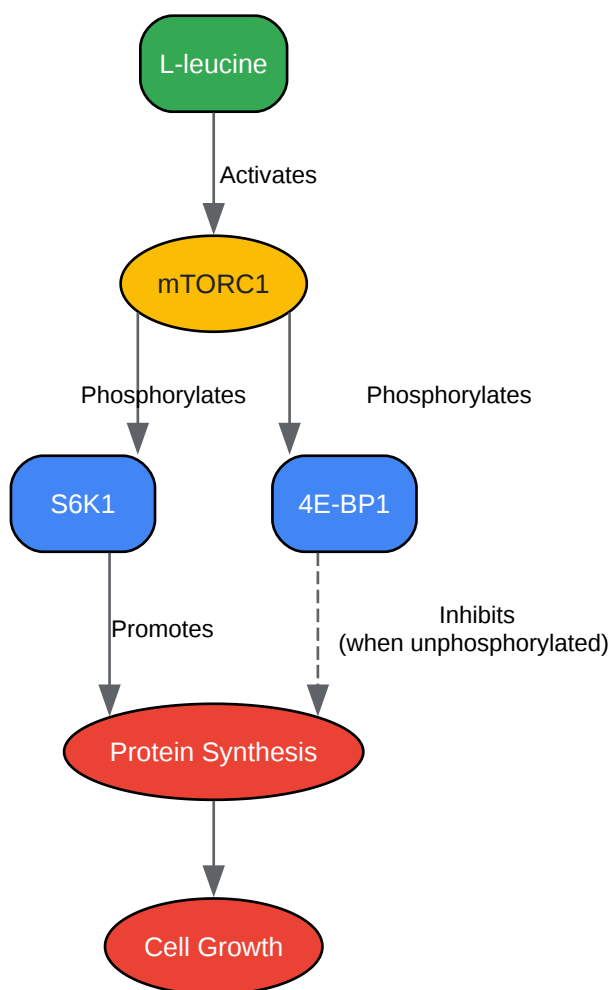 L-leucine
Activates
mTORC1
Phosphorylates
Phosphorylates
S6K1
4E-BP1
Promotes
Inhibits
(when unphosphorylated)
Protein Synthesis
Cell Growth